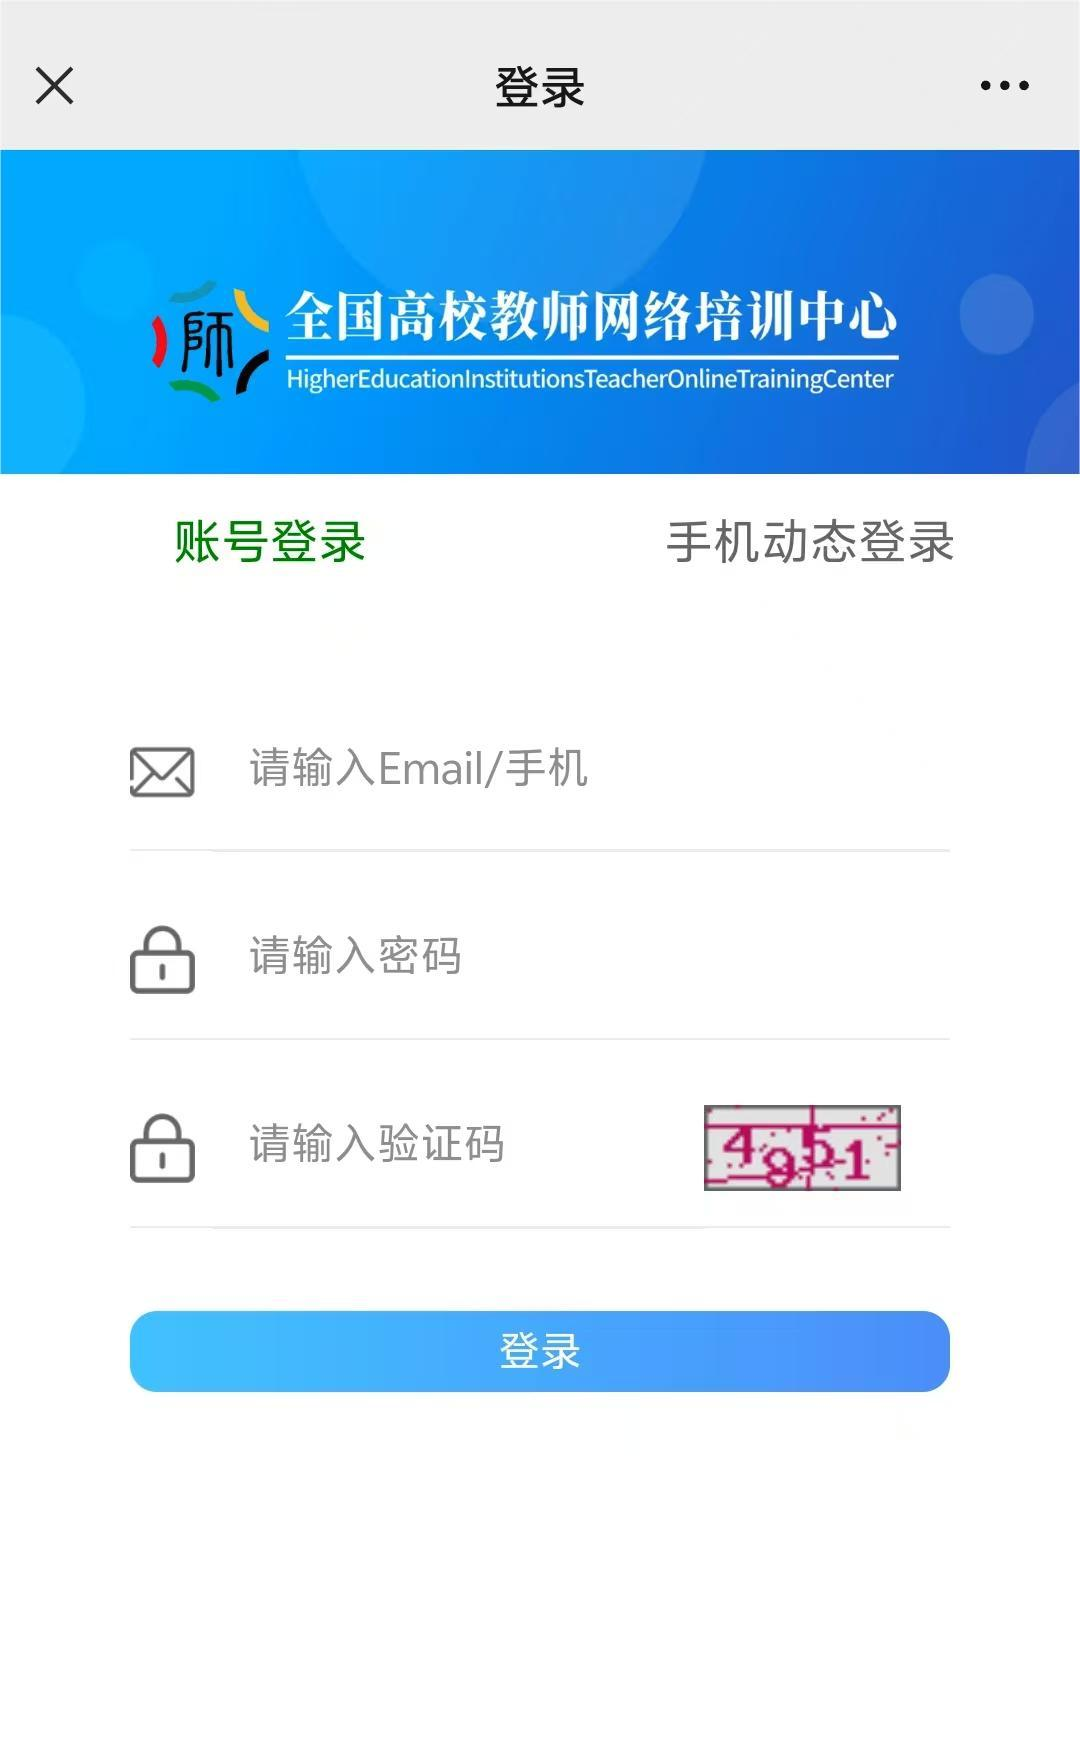 登录
師 全国高校教师网络培训中心
HigherEducationInstitutionsTeacherOnlineTrainingCenter
账号登录 手机动态登录
请输入Email/手机
请输入密码
请输入验证码 4951
登录